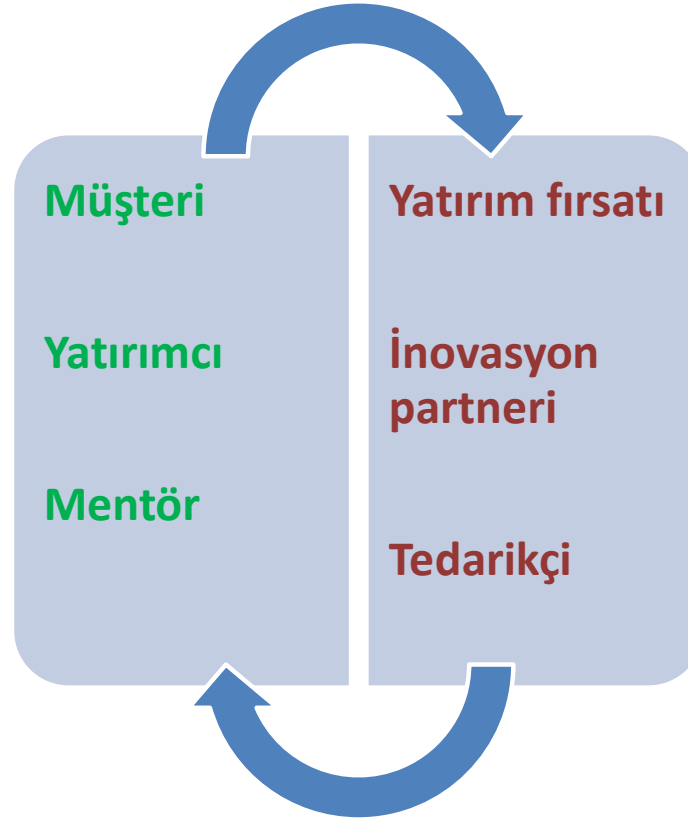 Müşteri
Yatırımcı
Mentör
Yatırım fırsatı
İnovasyon
partneri
Tedarikçi